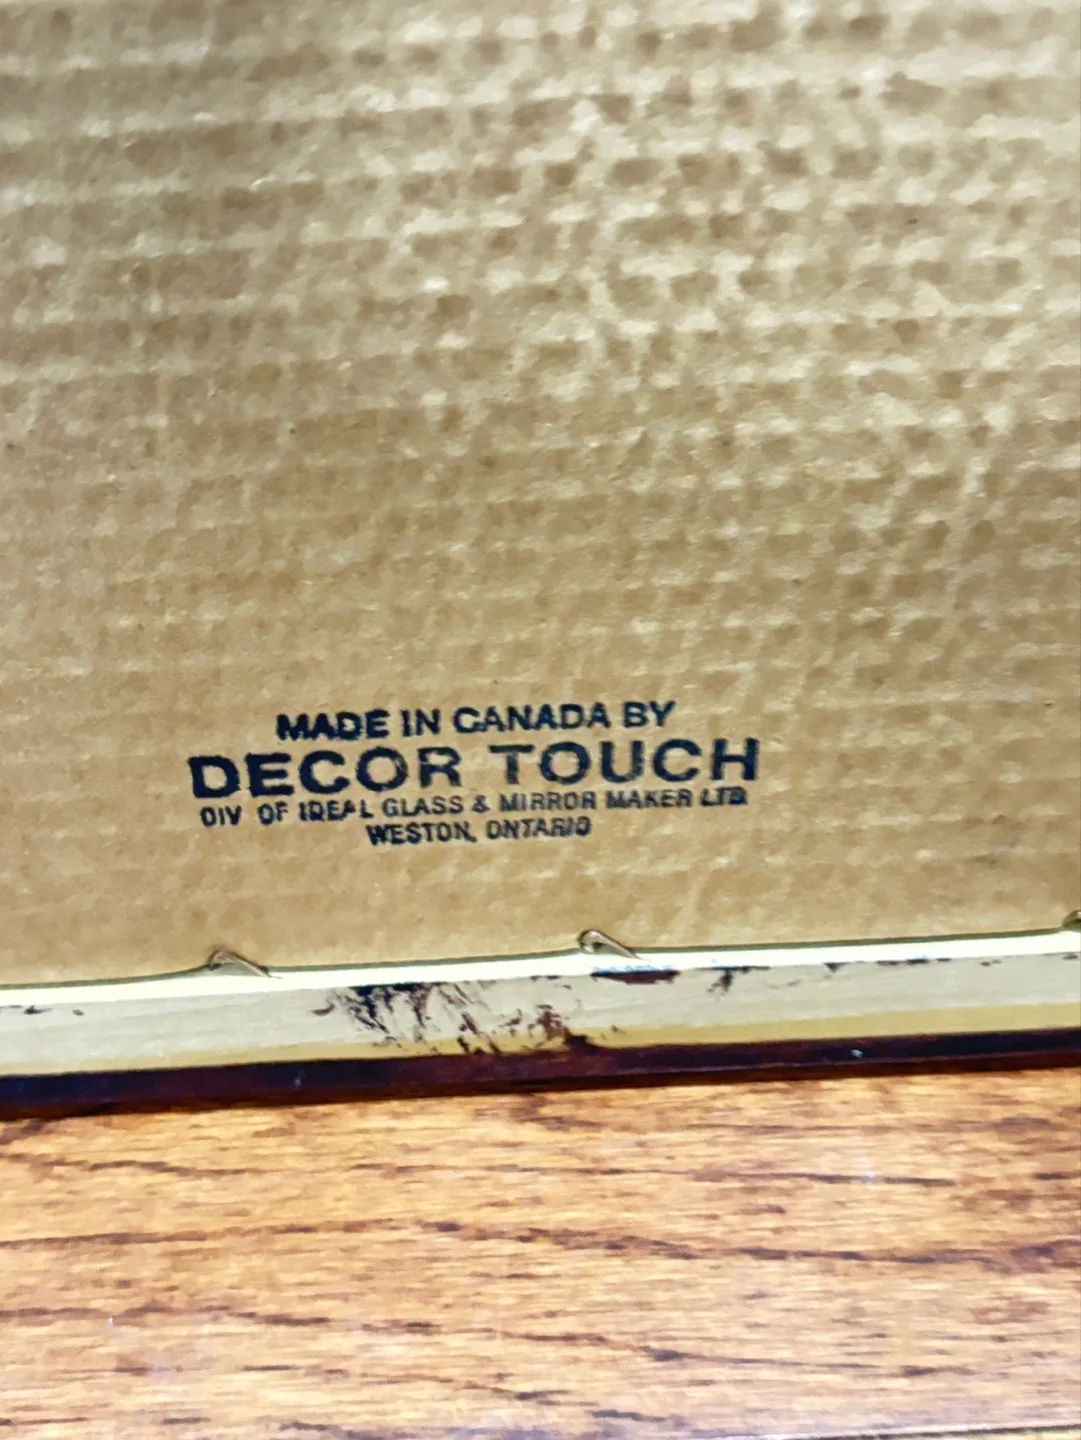 MADE IN CANADA BY
DECOR TOUCH
DIV OF IDEAL GLASS & MIRROR MAKER LTD
WESTON, ONTARIO